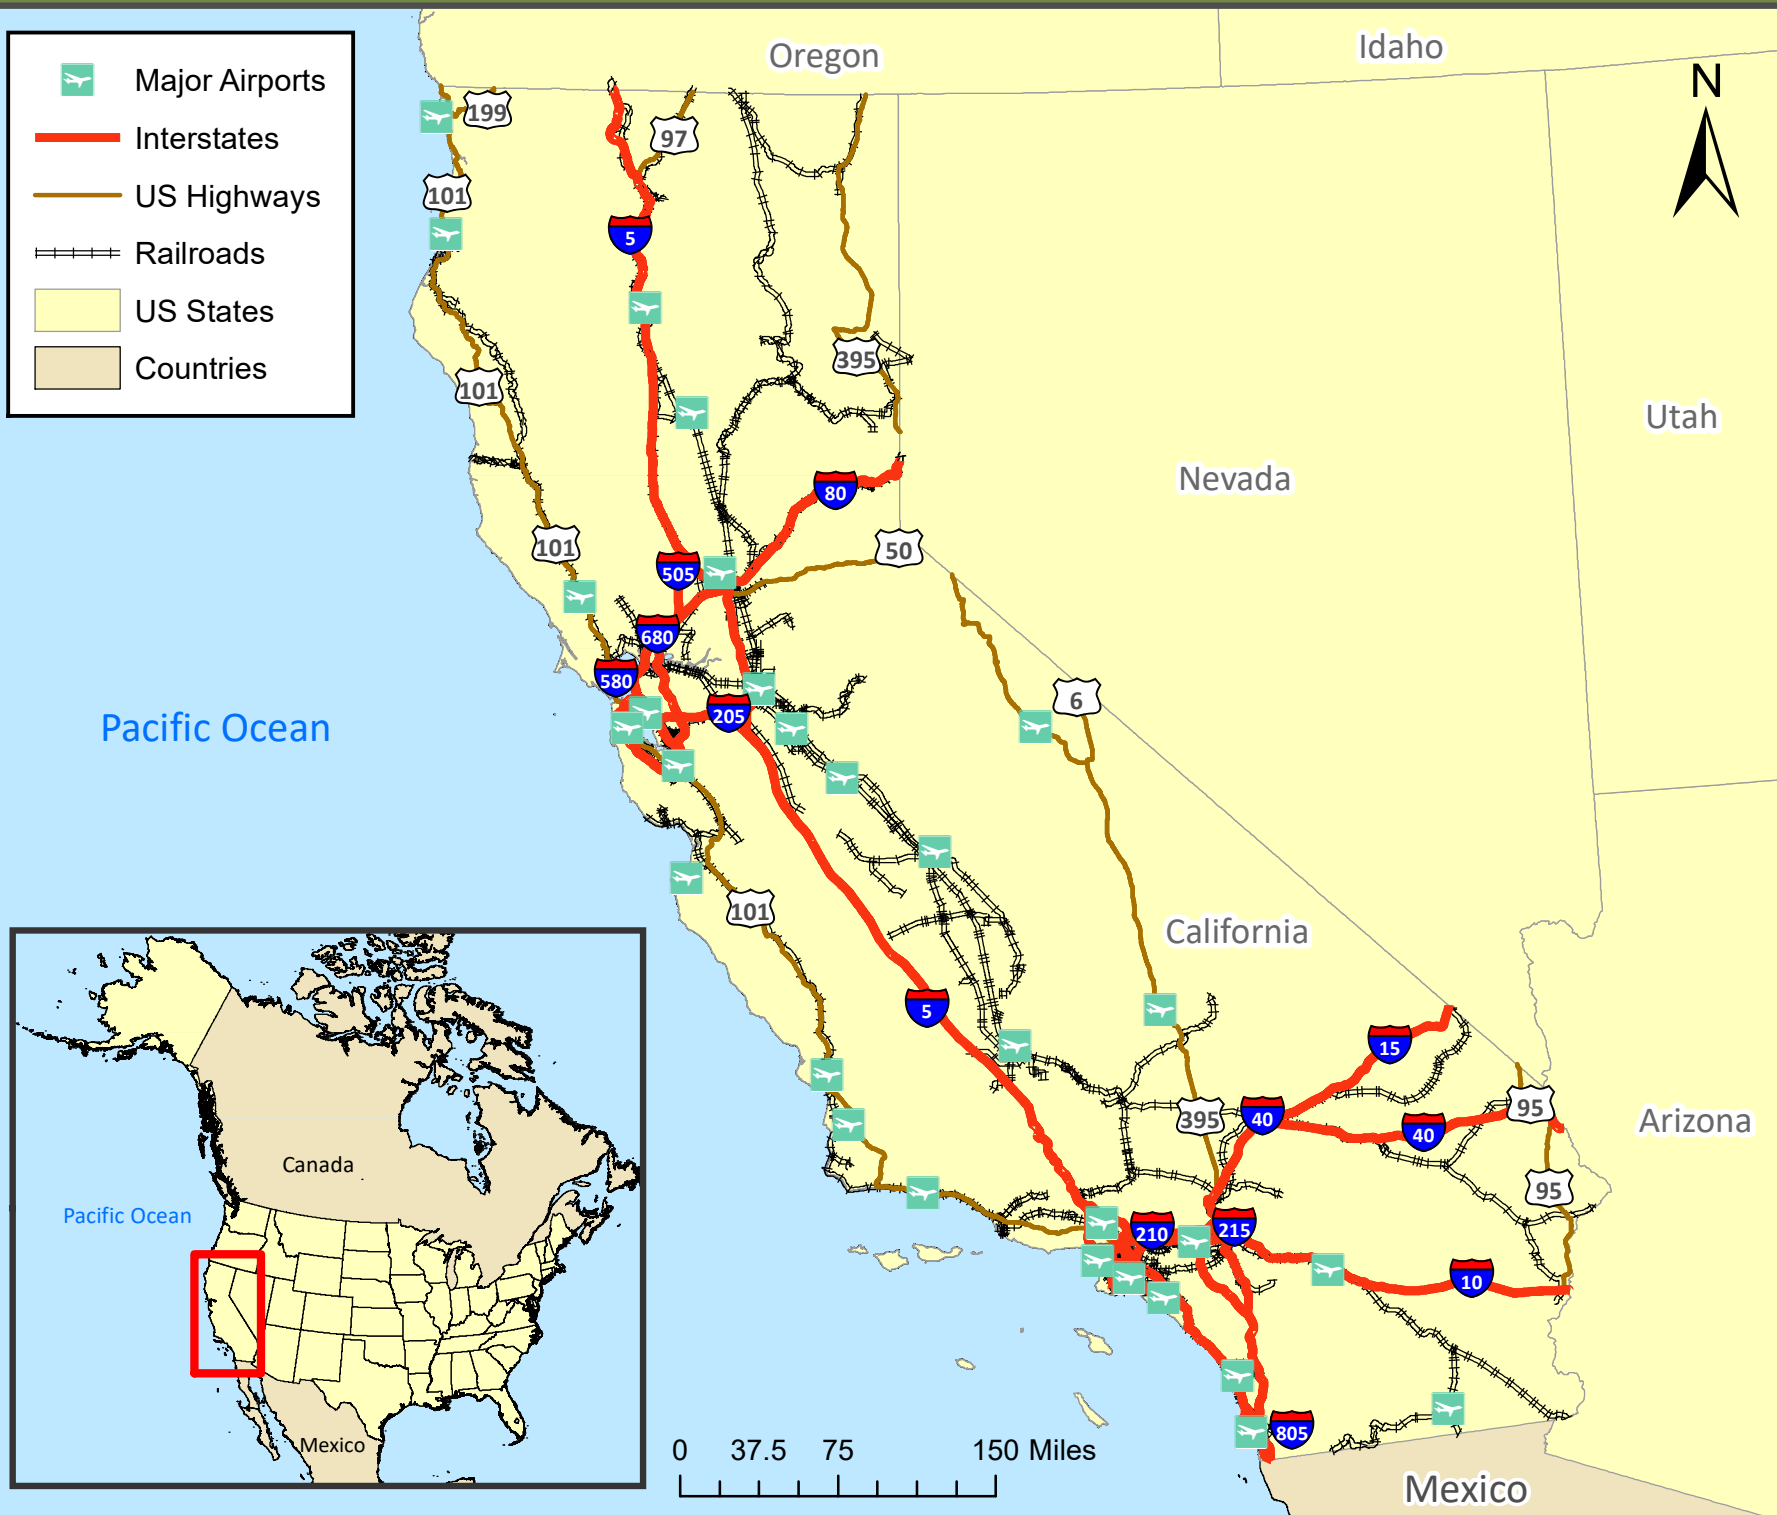 Major Airports
Interstates
US Highways
Railroads
US States
Countries
Oregon
Idaho
N
199
97
101
5
395
101
Utah
Nevada
80
101
50
505
680
580
6
205
Pacific Ocean
101
California
5
15
95
395
40
40
Arizona
95
210
215
10
805
Mexico
0 37.5 75 150 Miles
Canada
Pacific Ocean
Mexico